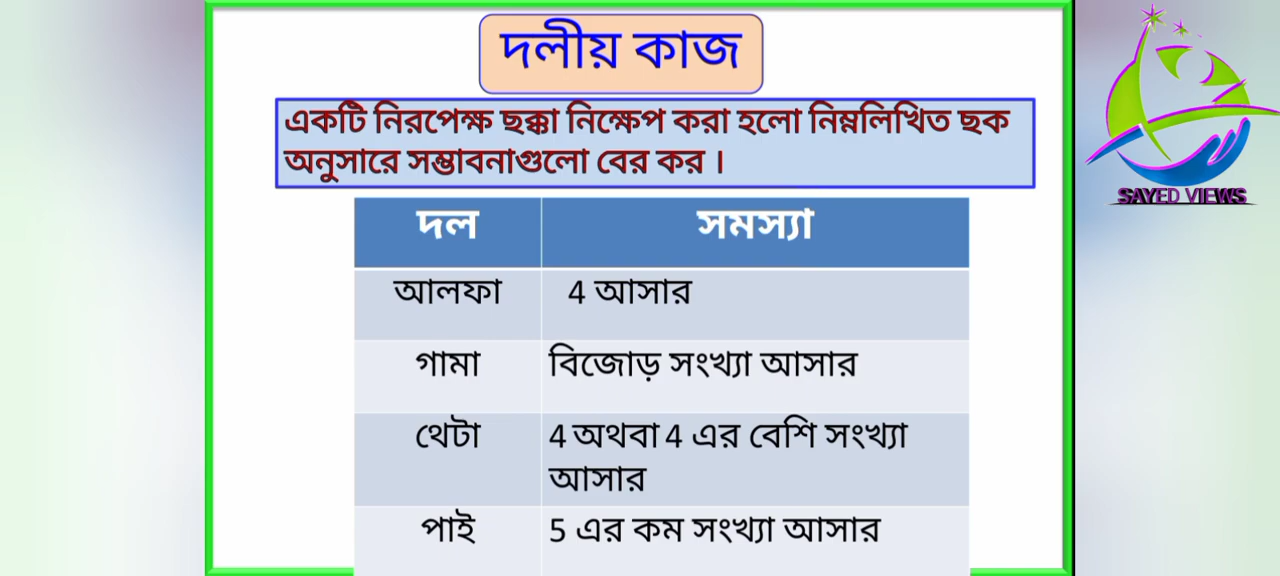 দলীয় কাজ
একটি নিরপেক্ষ ছক্কা নিক্ষেপ করা হলো নিম্নলিখিত ছক
অনুসারে সম্ভাবনাগুলো বের কর ।
দল সমস্যা
আলফা 4 আসার
গামা বিজোড় সংখ্যা আসার
থেটা 4 অথবা 4 এর বেশি সংখ্যা
আসার
পাই 5 এর কম সংখ্যা আসার
SAYED VIEWS